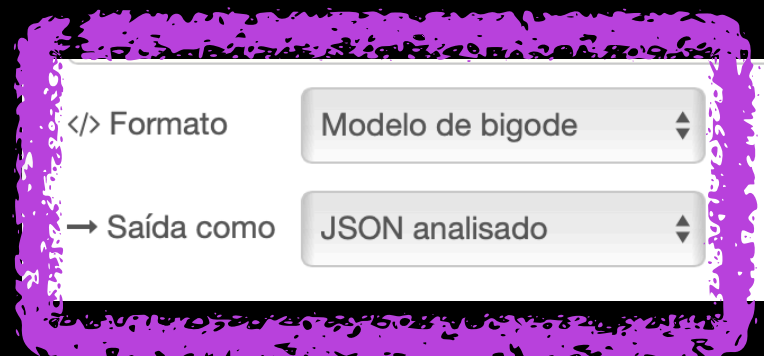 </> Formato
Modelo de bigode
→ Saída como
JSON analisado